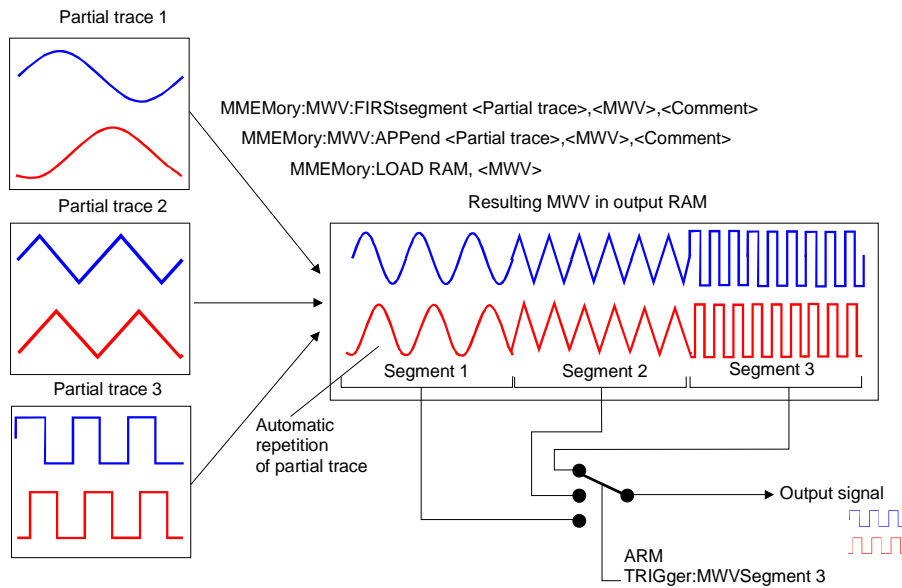 Partial trace 1
MMEMory:MWV:FIRStsegment <Partial trace>,<MWV>,<Comment>
MMEMory:MWV:APPend <Partial trace>,<MWV>,<Comment>
MMEMory:LOAD RAM, <MWV>
Partial trace 2
Resulting MWV in output RAM
Segment 1
Segment 2
Segment 3
Partial trace 3
Automatic
repetition
of partial trace
Output signal
ARM
TRIGger:MWVSegment 3